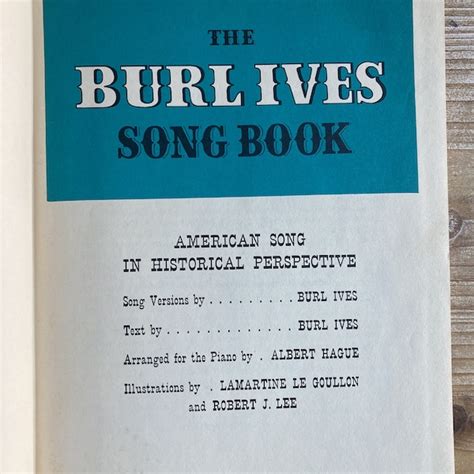 THE
BURL IVES
SONG BOOK
AMERICAN SONG
IN HISTORICAL PERSPECTIVE
Song Versions by . . . . . . . . . BURL IVES
Text by . . . . . . . . . . . . . BURL IVES
Arranged for the Piano by . ALBERT HAGUE
Illustrations by . LAMARTINE LE GOULLON
and ROBERT J. LEE